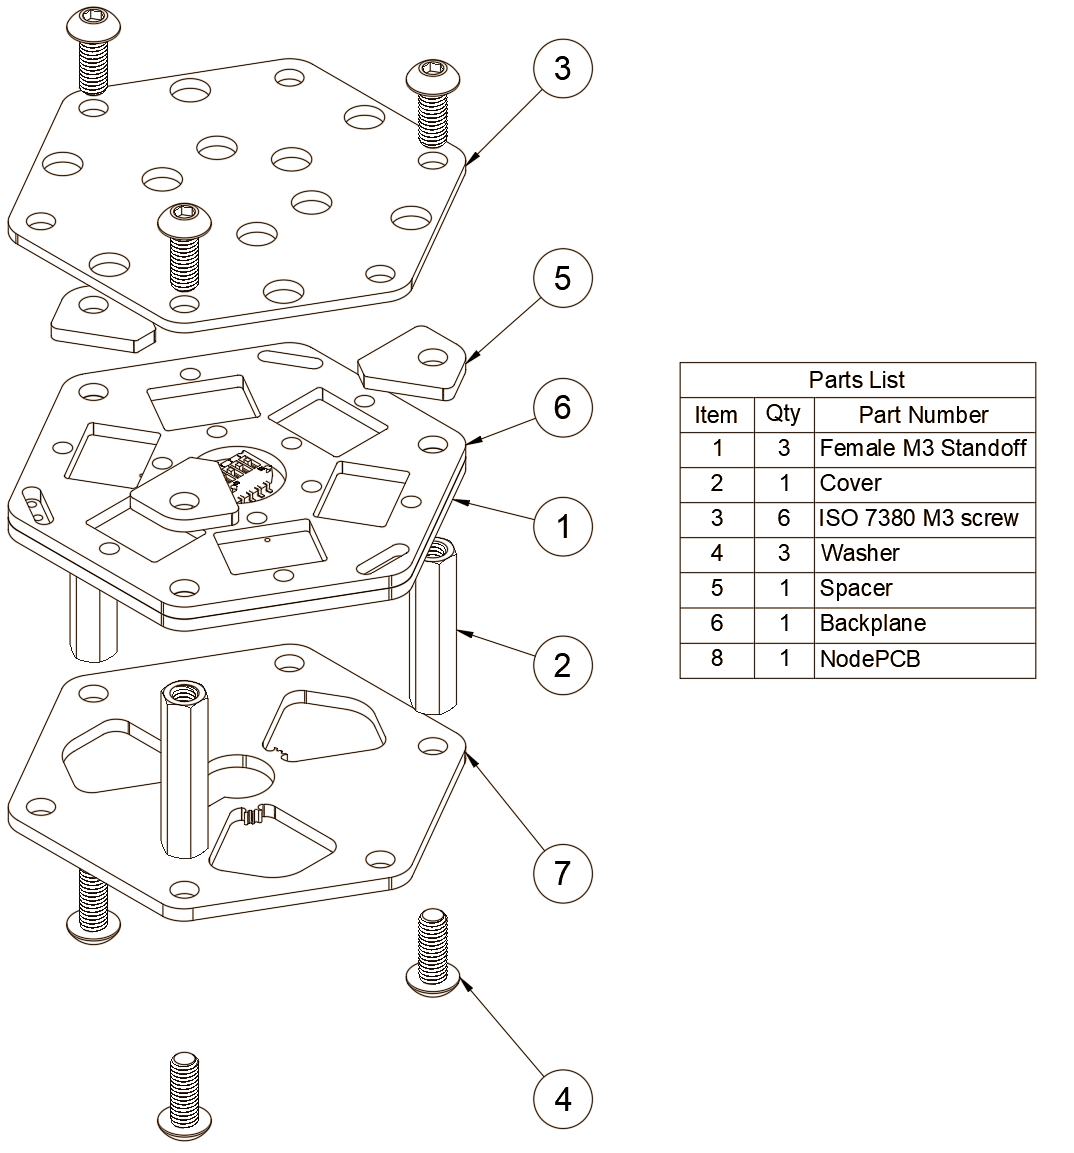 3
5
6
1
2
7
4
Parts List
Item Qty Part Number
1 3 Female M3 Standoff
2 1 Cover
3 6 ISO 7380 M3 screw
4 3 Washer
5 1 Spacer
6 1 Backplane
8 1 NodePCB